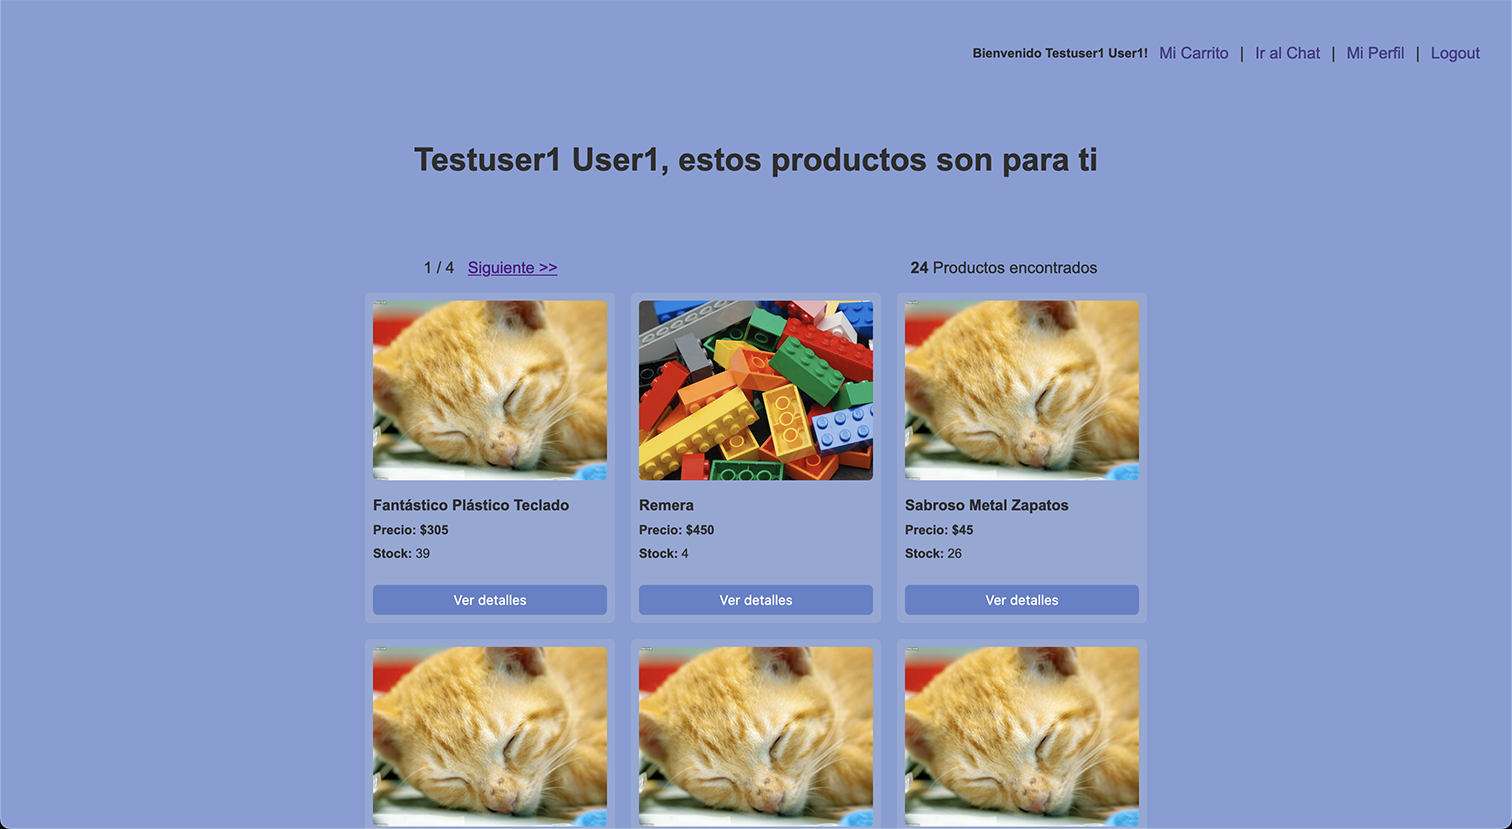 Bienvenido Testuser1 User1! Mi Carrito | Ir al Chat | Mi Perfil | Logout
Testuser1 User1, estos productos son para ti
1 / 4 Siguiente >>
24 Productos encontrados
Fantástico Plástico Teclado
Precio: $305
Stock: 39
Ver detalles
Remera
Precio: $450
Stock: 4
Ver detalles
Sabroso Metal Zapatos
Precio: $45
Stock: 26
Ver detalles